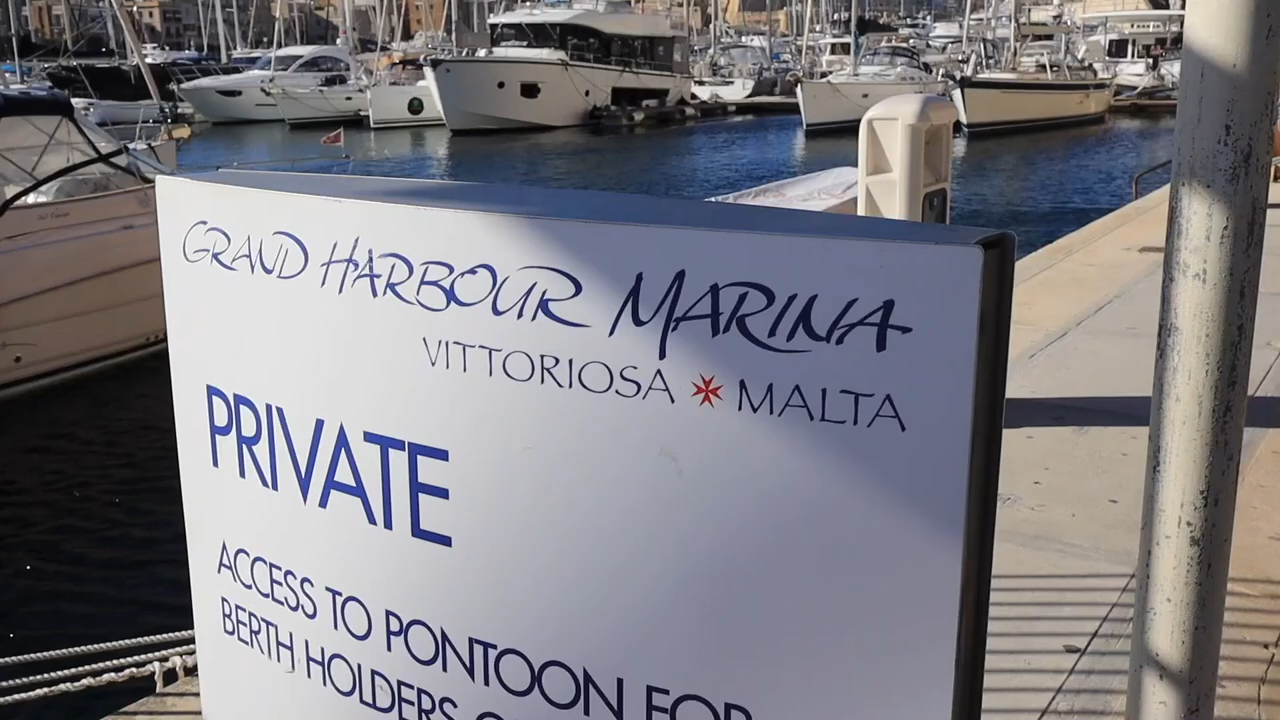 GRAND HARBOUR MARINA
VITTORIOSA MALTA
PRIVATE
ACCESS TO PONTOON FOR
BERTH HOLDERS